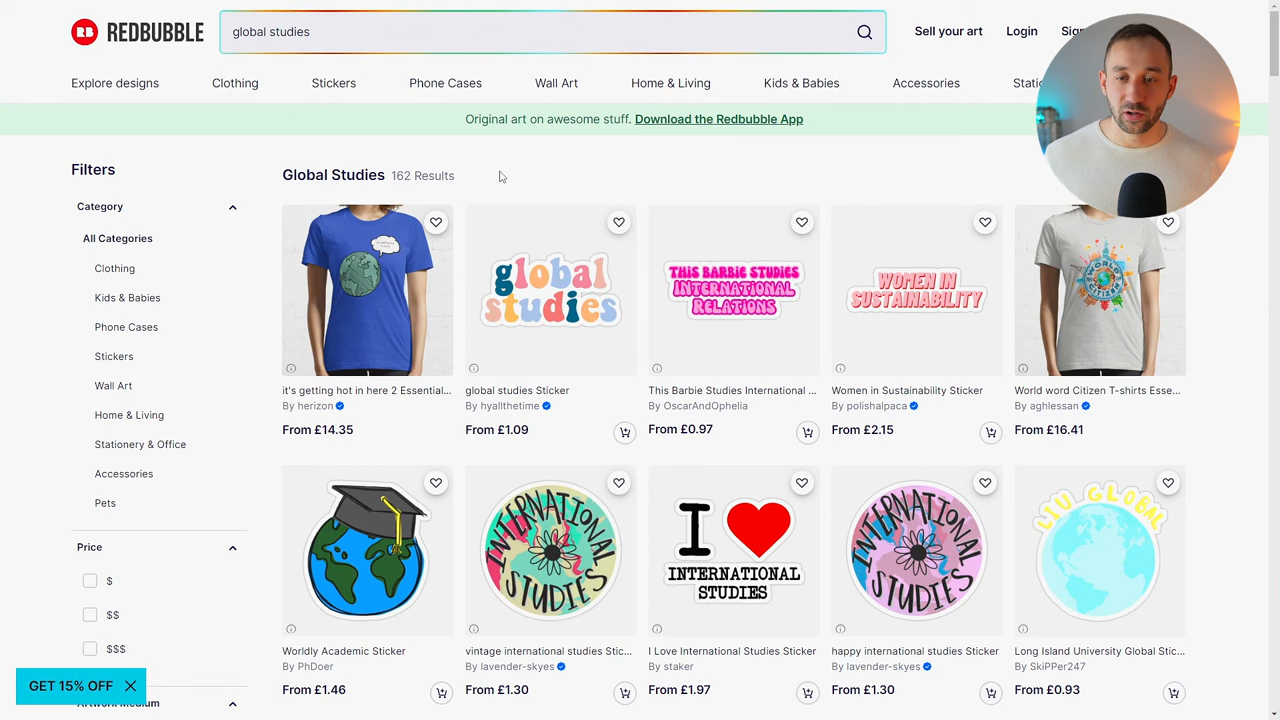 RB REDBUBBLE
global studies
Sell your art
Login
Explore designs
Clothing
Stickers
Phone Cases
Wall Art
Home & Living
Kids & Babies
Accessories
Original art on awesome stuff. Download the Redbubble App
Filters
Category
All Categories
Clothing
Kids & Babies
Phone Cases
Stickers
Wall Art
Home & Living
Stationery & Office
Accessories
Pets
Price
$
$$
$$$
Artwork Medium
GET 15% OFF
Global Studies 162 Results
global
studies
THIS BARBIE STUDIES
INTERNATIONAL
RELATIONS
WOMEN IN
SUSTAINABILITY
it's getting hot in here 2 Essential...
By herizon
From £14.35
global studies Sticker
By hyallthetime
From £1.09
This Barbie Studies International ...
By OscarAndOphelia
From £0.97
Women in Sustainability Sticker
By polishalpaca
From £2.15
World word Citizen T-shirts Esse...
By aghlessan
From £16.41
INTERNATIONAL
STUDIES
I
INTERNATIONAL
STUDIES
INTERNATIONAL
STUDIES
LIU GLOBAL
Worldly Academic Sticker
By PhDoer
From £1.46
vintage international studies Stic...
By lavender-skyes
From £1.30
I Love International Studies Sticker
By staker
From £1.97
happy international studies Sticker
By lavender-skyes
From £1.30
Long Island University Global Stic...
By SkiPPer247
From £0.93